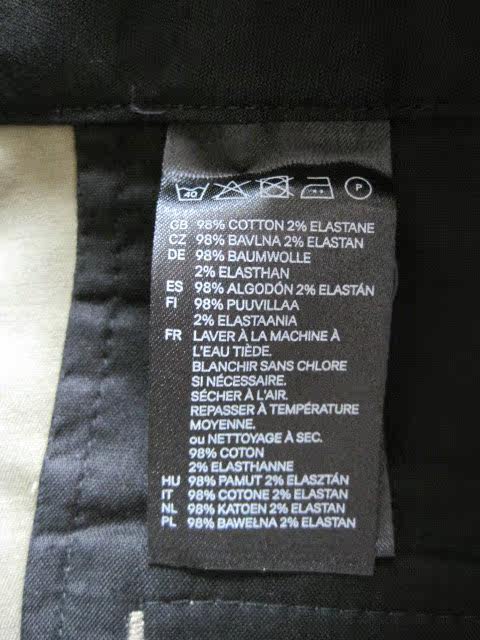 40 P
GB 98% COTTON 2% ELASTANE
CZ 98% BAVLNA 2% ELASTAN
DE 98% BAUMWOLLE
2% ELASTHAN
ES 98% ALGODÓN 2% ELASTÁN
FI 98% PUUVILLAA
2% ELASTAANIA
FR LAVER À LA MACHINE À
L'EAU TIÈDE.
BLANCHIR SANS CHLORE
SI NÉCESSAIRE.
SÉCHER À L'AIR.
REPASSER À TEMPÉRATURE
MOYENNE.
ou NETTOYAGE À SEC.
98% COTON
2% ELASTHANNE
HU 98% PAMUT 2% ELASZTÁN
IT 98% COTONE 2% ELASTAN
NL 98% KATOEN 2% ELASTAN
PL 98% BAWEŁNA 2% ELASTAN